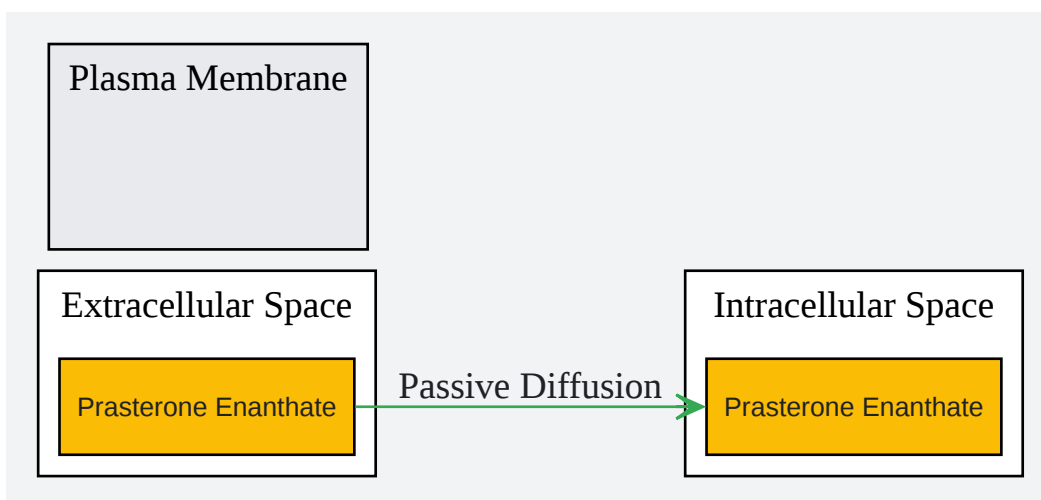 Plasma Membrane
Extracellular Space
Intracellular Space
Prasterone Enanthate
Passive Diffusion
Prasterone Enanthate